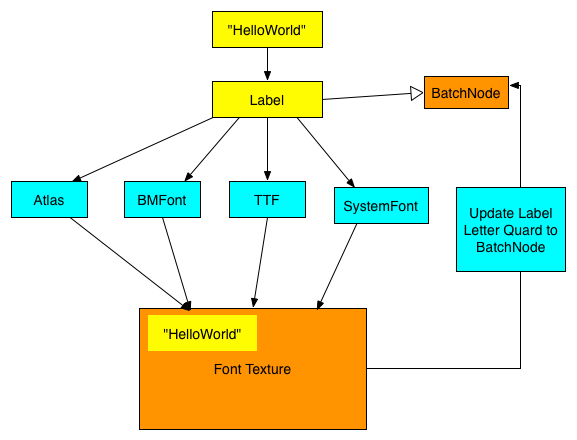 "HelloWorld"
Label
BatchNode
Atlas
BMFont
TTF
SystemFont
Update Label
Letter Quard to
BatchNode
"HelloWorld"
Font Texture